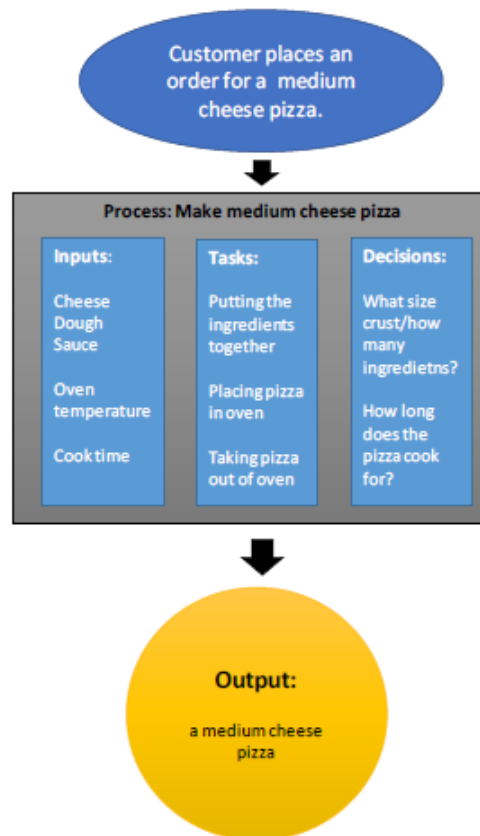 Customer places an
order for a medium
cheese pizza.
Process: Make medium cheese pizza
Inputs:
Cheese
Dough
Sauce
Oven
temperature
Cook time
Tasks:
Putting the
ingredients
together
Placing pizza
in oven
Taking pizza
out of oven
Decisions:
What size
crust/how
many
ingredietns?
How long
does the
pizza cook
for?
Output:
a medium cheese
pizza